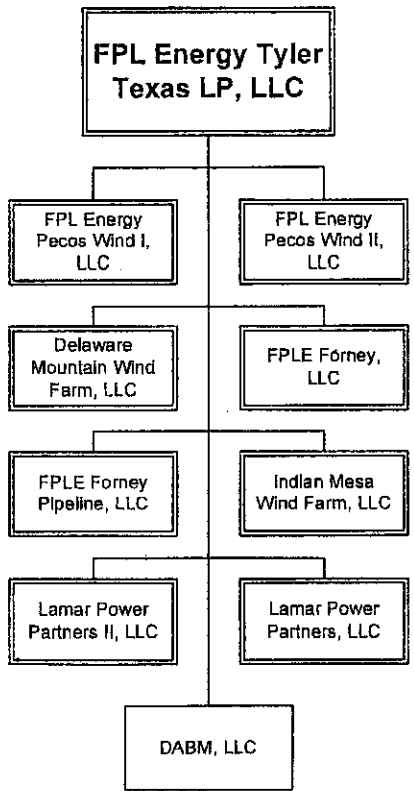 FPL Energy Tyler
Texas LP, LLC
FPL Energy
Pecos Wind I,
LLC
FPL Energy
Pecos Wind II,
LLC
Delaware
Mountain Wind
Farm, LLC
FPLE Forney,
LLC
FPLE Forney
Pipeline, LLC
Indian Mesa
Wind Farm, LLC
Lamar Power
Partners II, LLC
Lamar Power
Partners, LLC
DABM, LLC